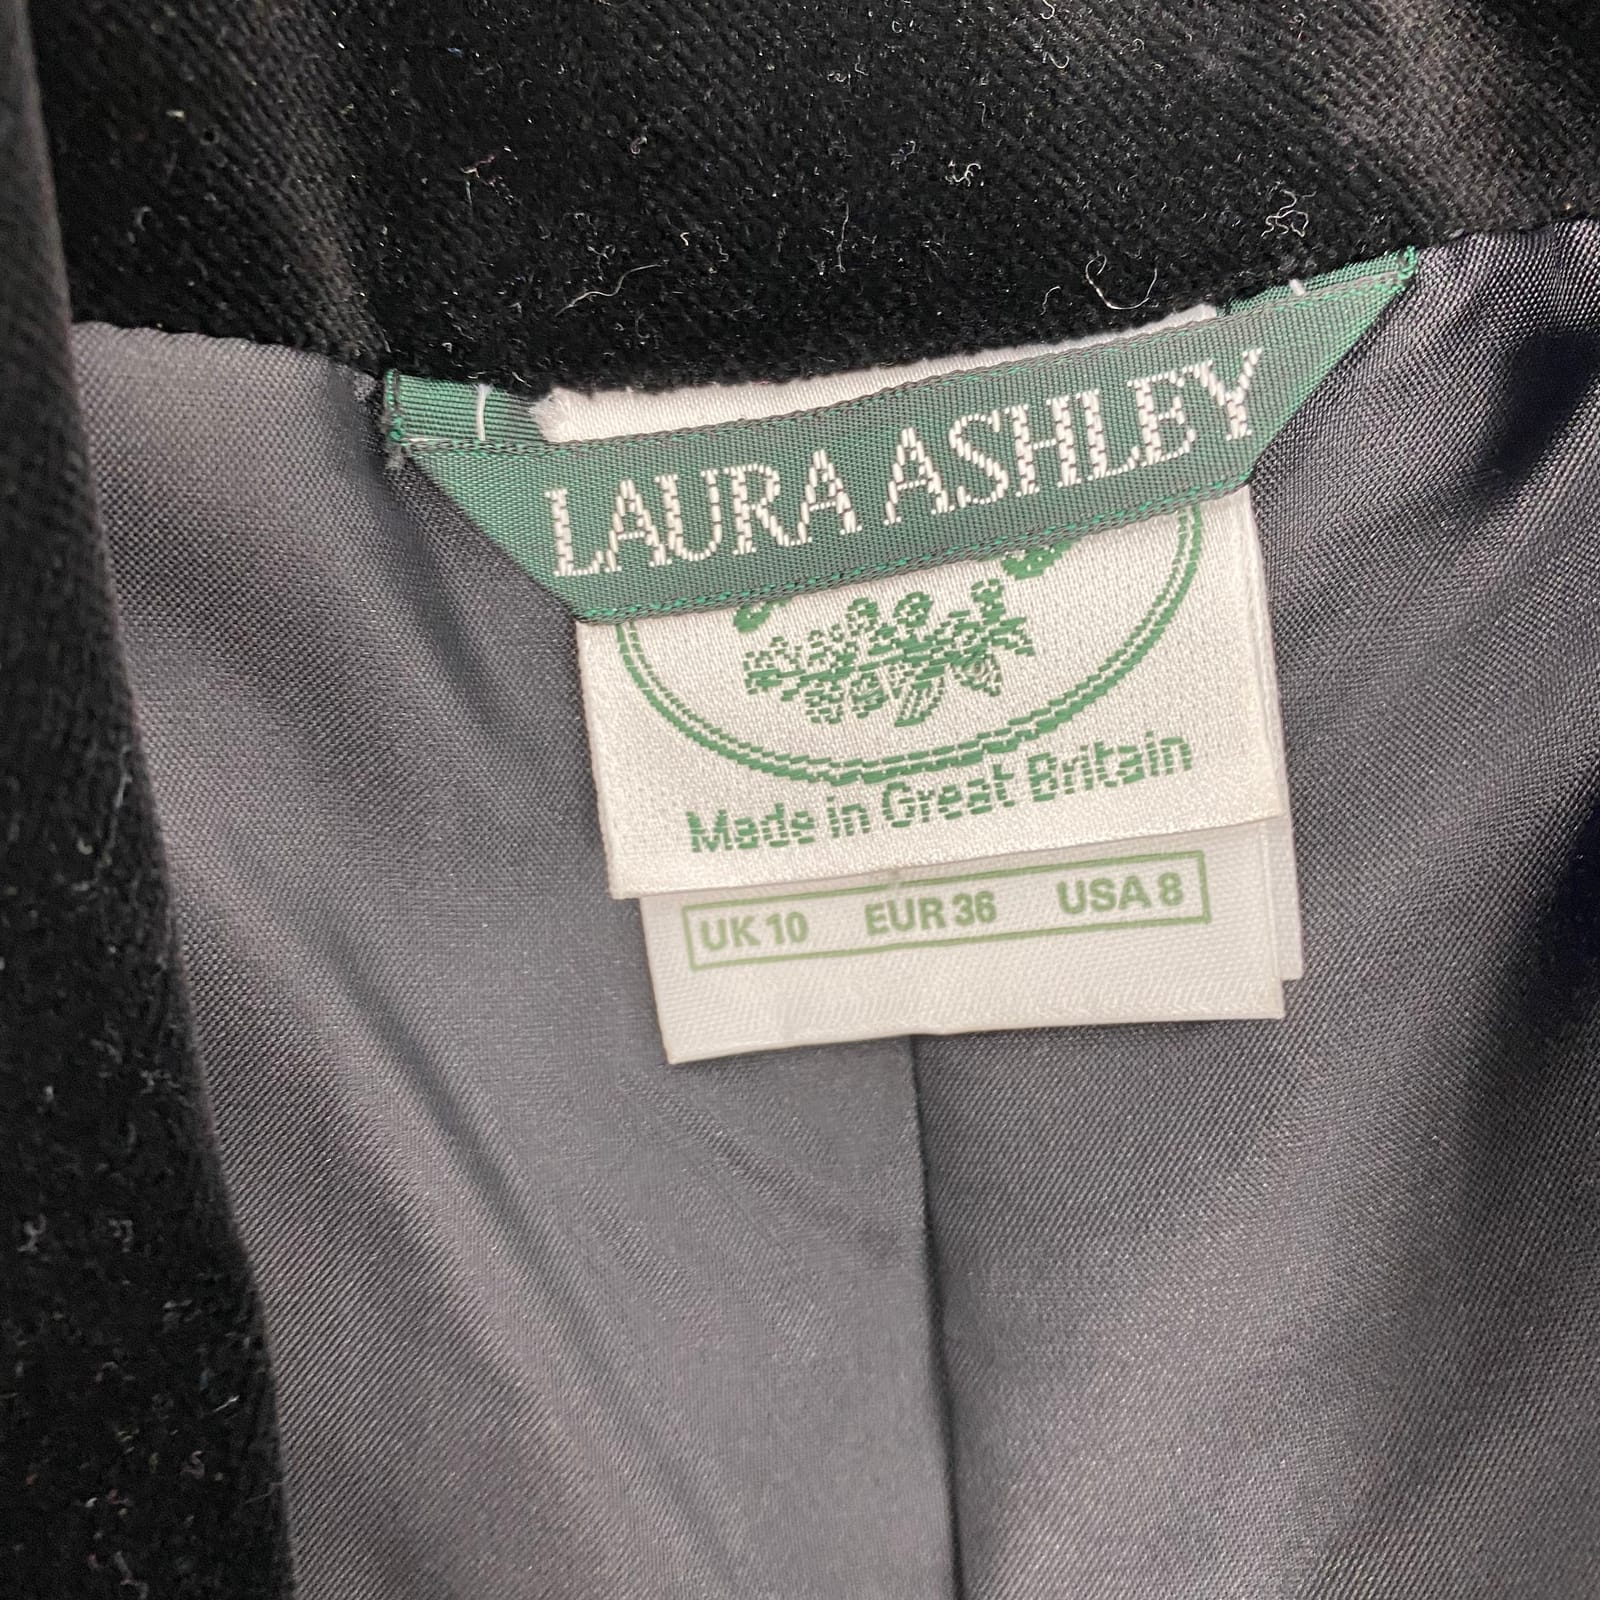 LAURA ASHLEY
Made in Great Britain
UK 10 EUR 36 USA 8